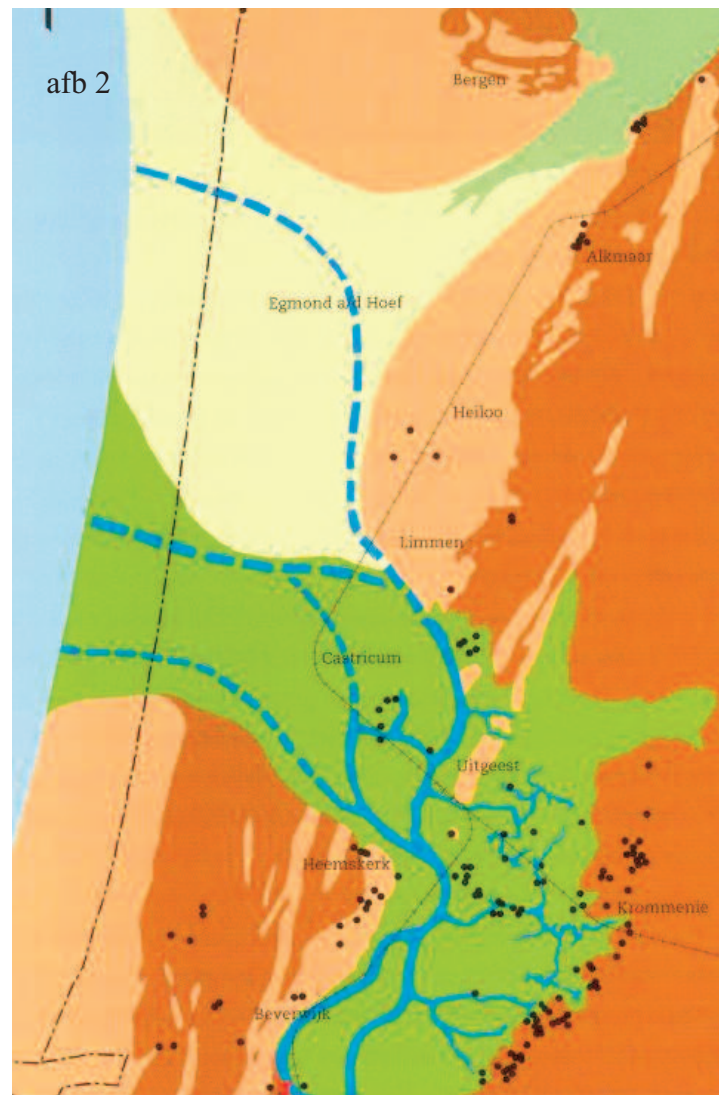 afb 2
Bergen
Alkmaar
Egmond a/d Hoef
Heiloo
Limmen
Castricum
Uitgeest
Heemskerk
Krommenie
Beverwijk